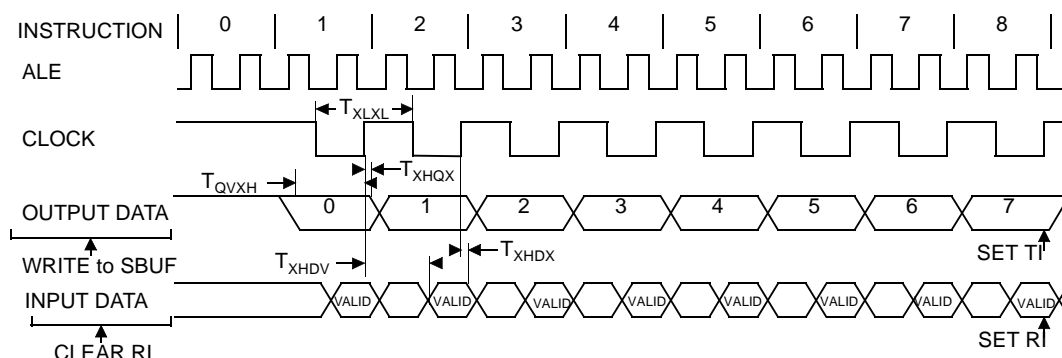 INSTRUCTION 0 1 2 3 4 5 6 7 8
ALE
TXLXL
CLOCK
TXHQX
TQVXH
OUTPUT DATA 0 1 2 3 4 5 6 7
WRITE to SBUF
SET TI
TXHDV
TXHDX
INPUT DATA VALID VALID VALID VALID VALID VALID VALID VALID
CLEAR RI
SET RI